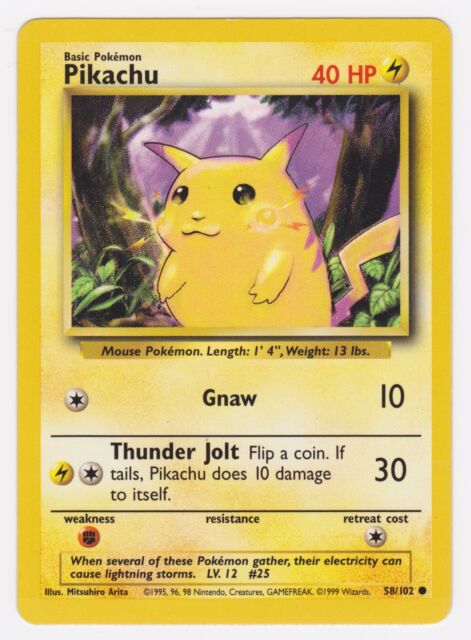 Basic Pokémon
Pikachu 40 HP
Mouse Pokémon. Length: 1' 4", Weight: 13 lbs.
Gnaw 10
Thunder Jolt Flip a coin. If
tails, Pikachu does 10 damage
to itself.
30
weakness resistance retreat cost
When several of these Pokémon gather, their electricity can
cause lightning storms. LV. 12 #25
Illus. Mitsuhiro Arita ©1995, 96, 98 Nintendo, Creatures, GAMEFREAK. ©1999 Wizards. 58/102